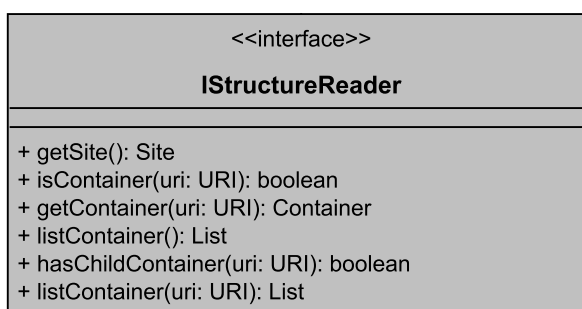 <<interface>>
IStructureReader
+ getSite(): Site
+ isContainer(uri: URI): boolean
+ getContainer(uri: URI): Container
+ listContainer(): List
+ hasChildContainer(uri: URI): boolean
+ listContainer(uri: URI): List